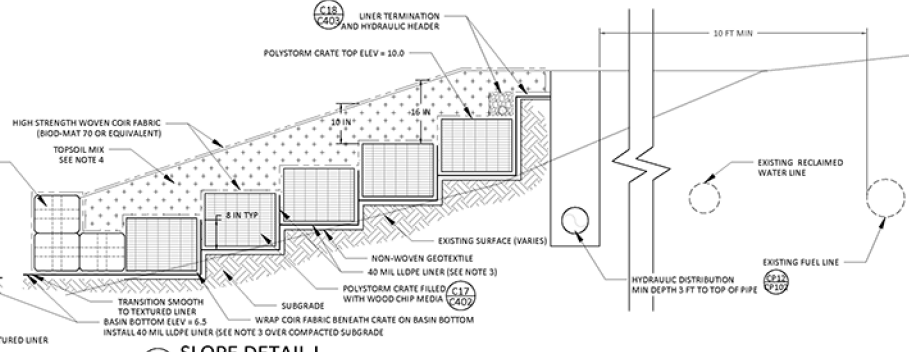 C18
C403
LINER TERMINATION
AND HYDRAULIC HEADER
10 FT MIN
POLYSTORM CRATE TOP ELEV = 10.0
16 IN
10 IN
HIGH STRENGTH WOVEN COIR FABRIC
(BIOD-MAT 70 OR EQUIVALENT)
TOPSOIL MIX
SEE NOTE 4
EXISTING RECLAIMED
WATER LINE
8 IN TYP
EXISTING SURFACE (VARIES)
NON-WOVEN GEOTEXTILE
EXISTING FUEL LINE
40 MIL LLDPE LINER (SEE NOTE 3)
HYDRAULIC DISTRIBUTION
MIN DEPTH 3 FT TO TOP OF PIPE
CP12
CP102
POLYSTORM CRATE FILLED
WITH WOOD CHIP MEDIA
C17
C402
TRANSITION SMOOTH
TO TEXTURED LINER
SUBGRADE
BASIN BOTTOM ELEV = 6.5
WRAP COIR FABRIC BENEATH CRATE ON BASIN BOTTOM
INSTALL 40 MIL LLDPE LINER (SEE NOTE 3 OVER COMPACTED SUBGRADE
TURED LINER
SLOPE DETAIL